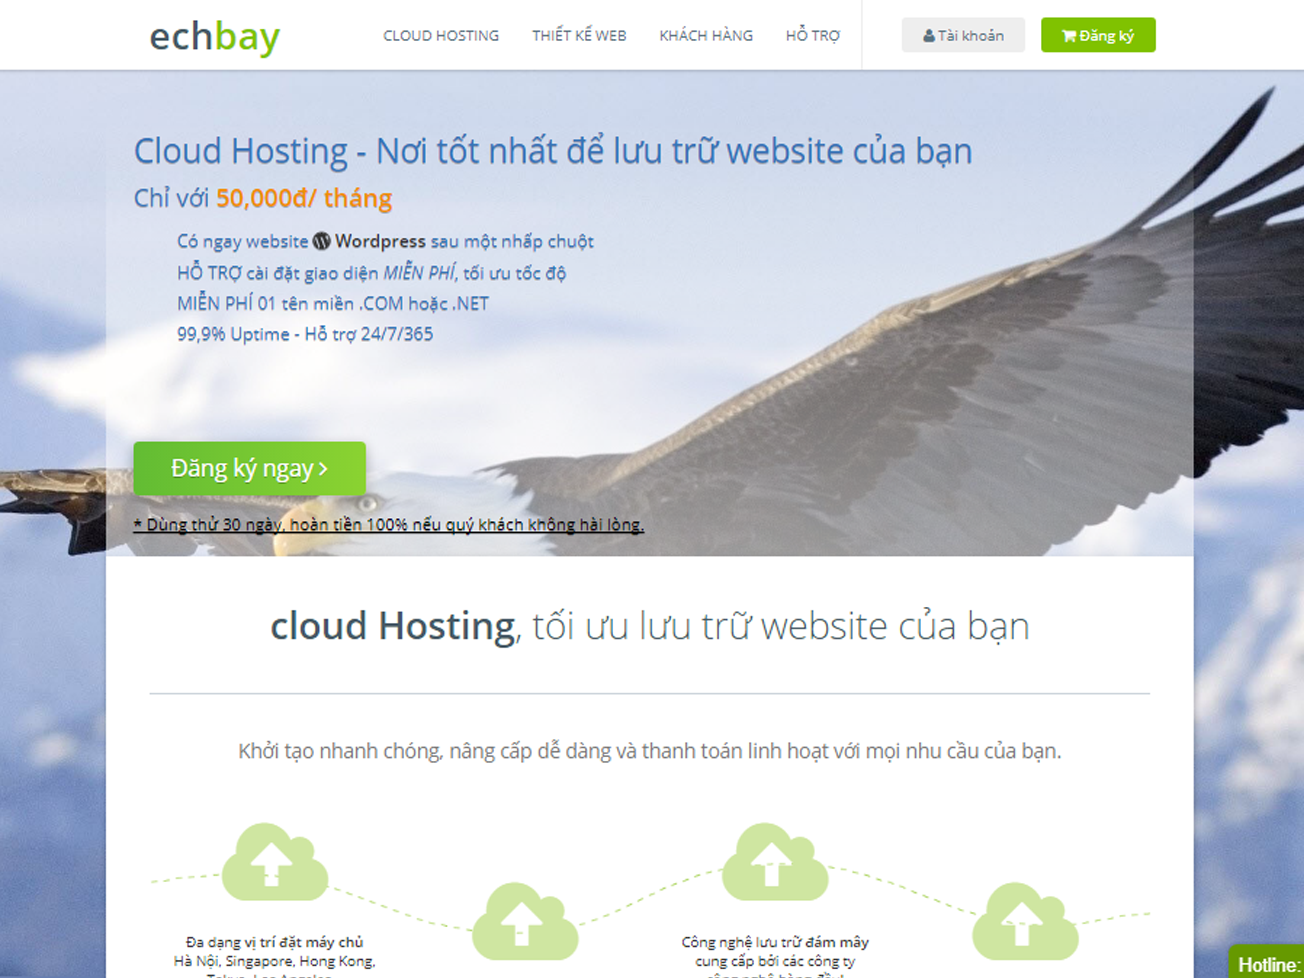 echbay
CLOUD HOSTING
THIẾT KẾ WEB
KHÁCH HÀNG
HỖ TRỢ
Tài khoản
Đăng ký
Cloud Hosting - Nơi tốt nhất để lưu trữ website của bạn
Chỉ với 50,000đ/ tháng
Có ngay website Wordpress sau một nhấp chuột
HỖ TRỢ cài đặt giao diện MIỄN PHÍ, tối ưu tốc độ
MIỄN PHÍ 01 tên miền .COM hoặc .NET
99,9% Uptime - Hỗ trợ 24/7/365
Đăng ký ngay
* Dùng thử 30 ngày, hoàn tiền 100% nếu quý khách không hài lòng.
cloud Hosting, tối ưu lưu trữ website của bạn
Khởi tạo nhanh chóng, nâng cấp dễ dàng và thanh toán linh hoạt với mọi nhu cầu của bạn.
Đa dạng vị trí đặt máy chủ
Hà Nội, Singapore, Hong Kong,
Tokyo, Los Angeles
Công nghệ lưu trữ đám mây
cung cấp bởi các công ty
công nghệ hàng đầu
Hotline: